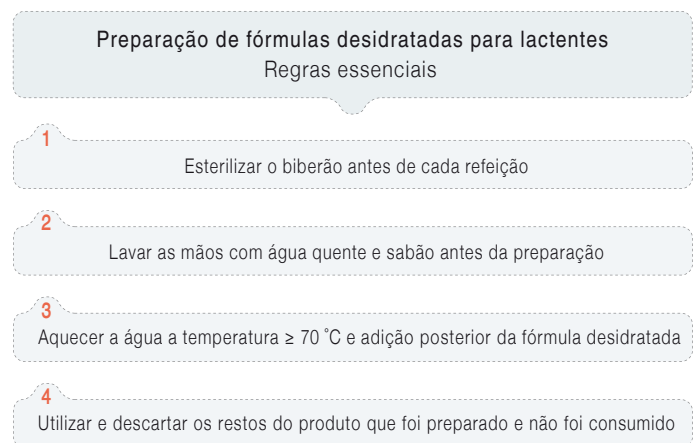 Preparação de fórmulas desidratadas para lactentes
Regras essenciais
1
Esterilizar o biberão antes de cada refeição
2
Lavar as mãos com água quente e sabão antes da preparação
3
Aquecer a água a temperatura ≥ 70 ˚C e adição posterior da fórmula desidratada
4
Utilizar e descartar os restos do produto que foi preparado e não foi consumido